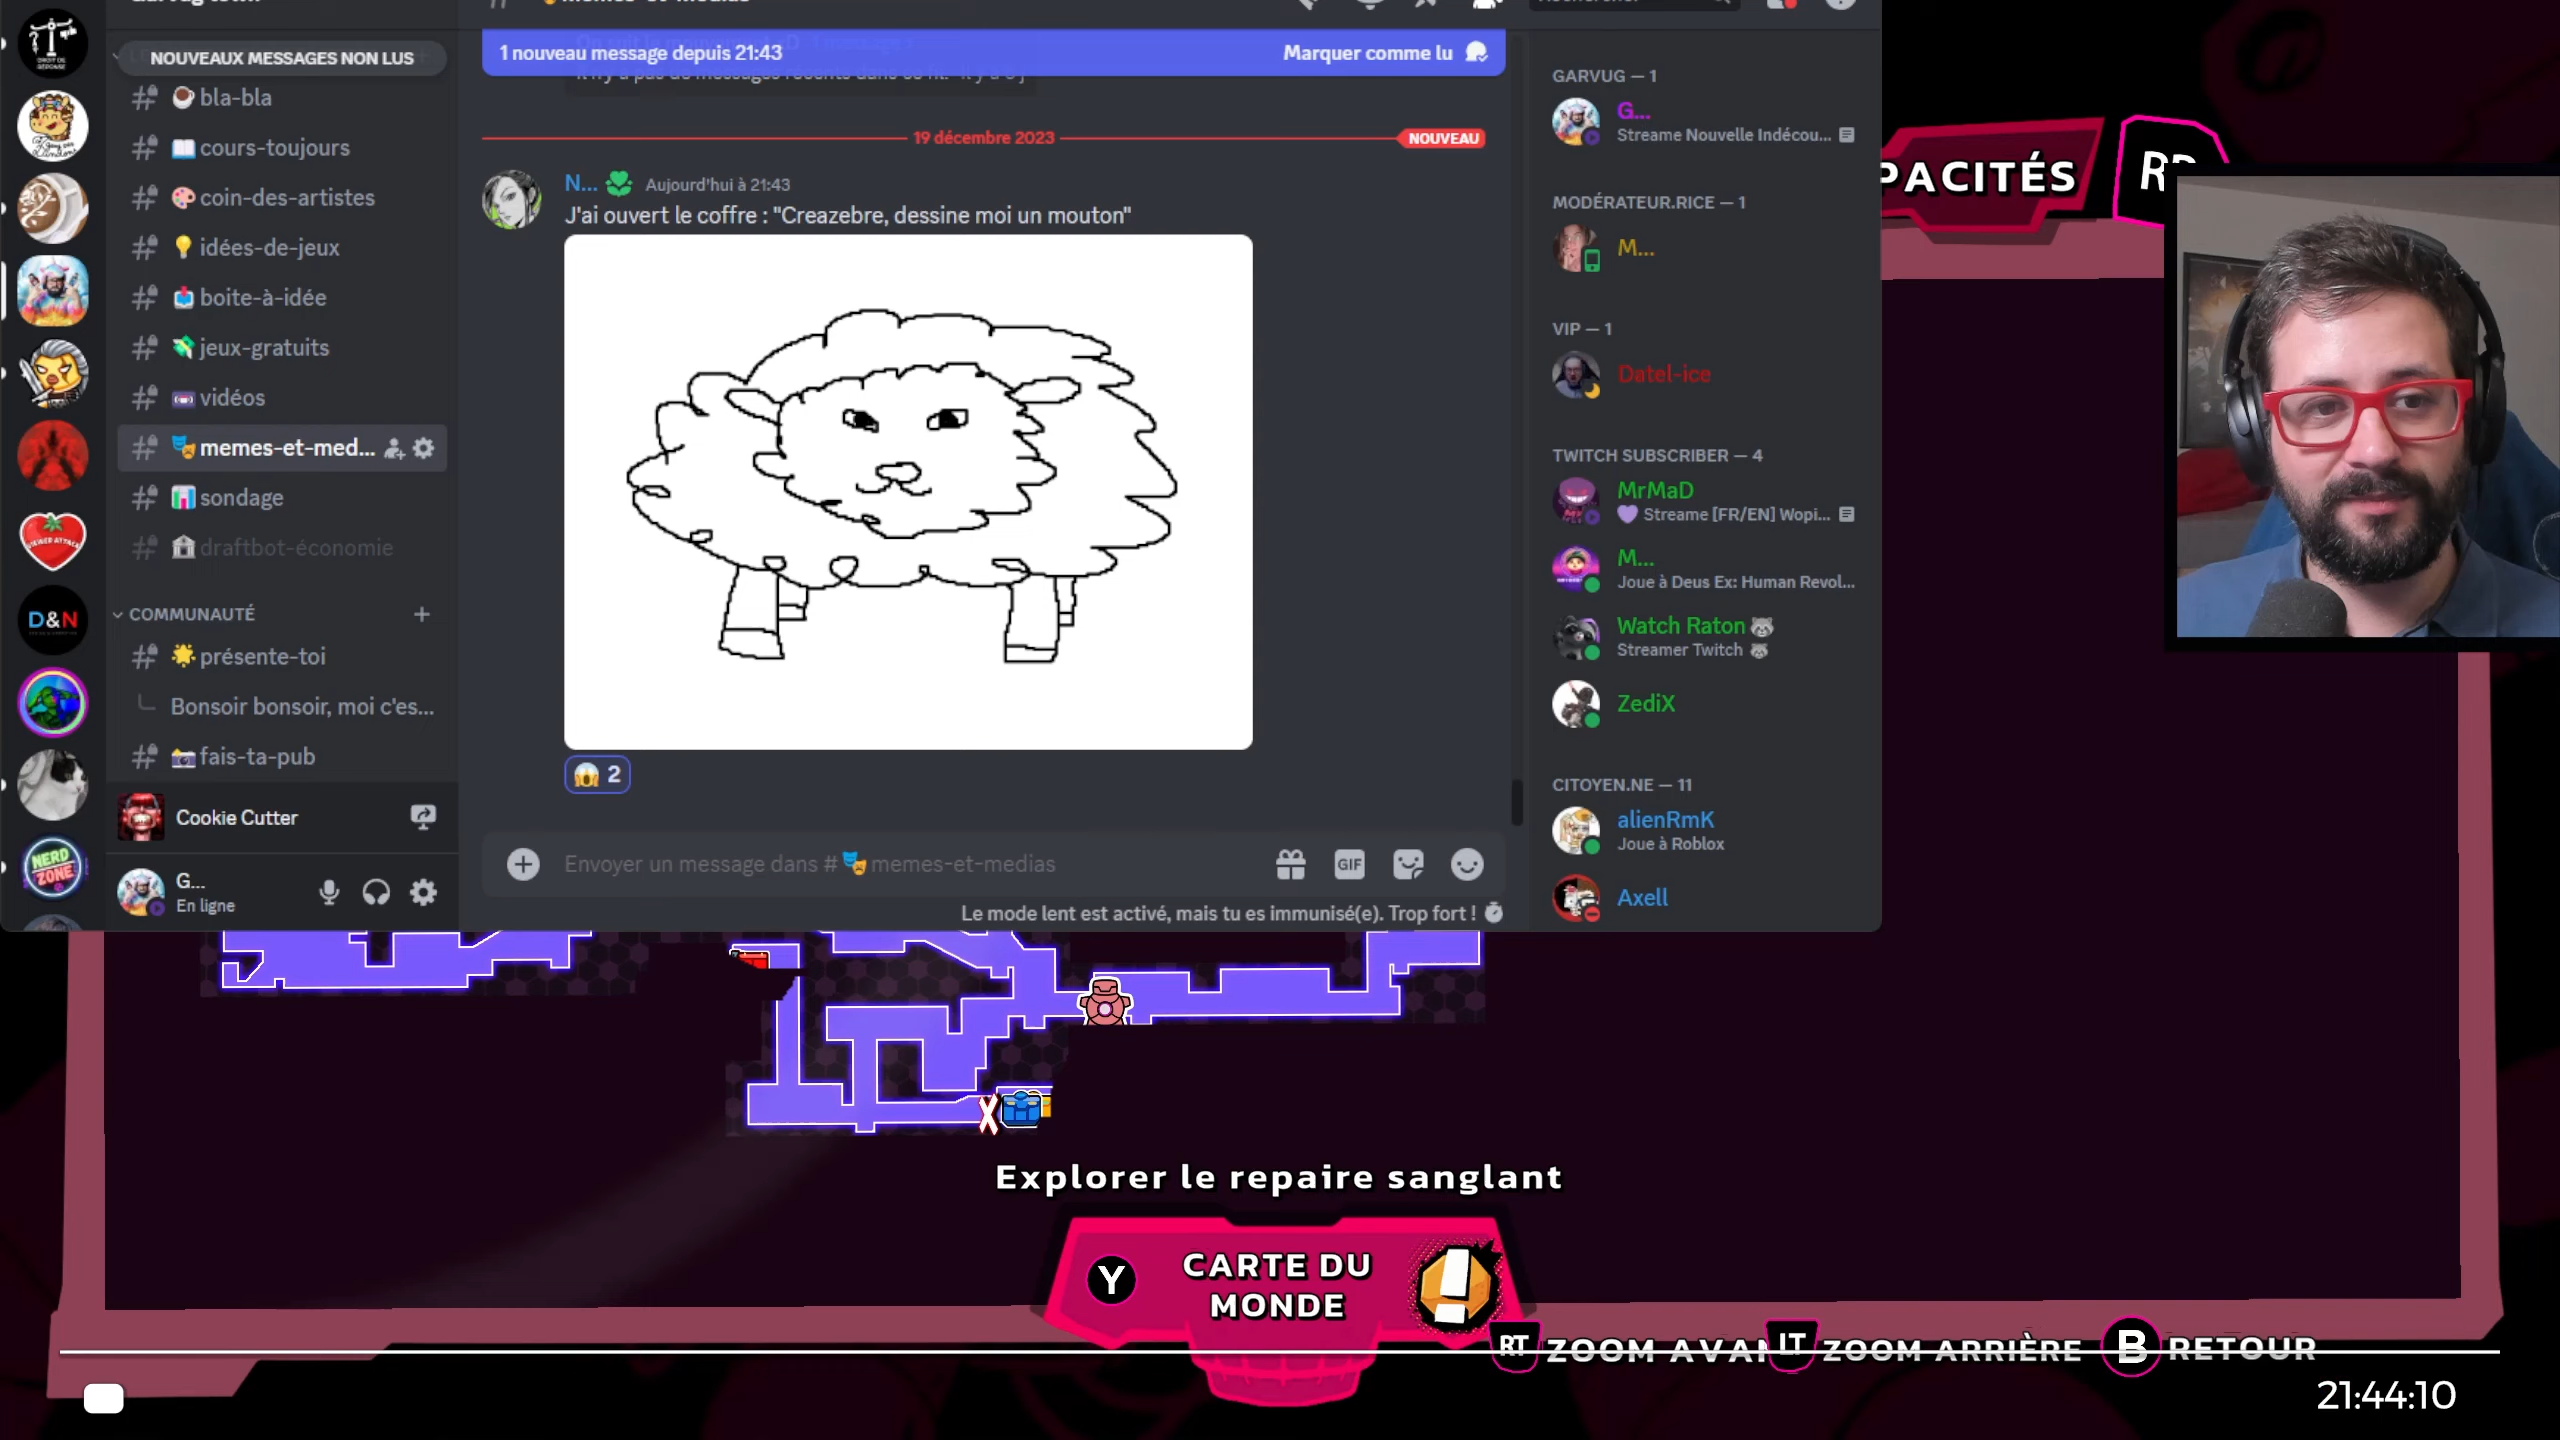 NOUVEAUX MESSAGES NON LUS
bla-bla
cours-toujours
coin-des-artistes
idées-de-jeux
boite-à-idée
jeux-gratuits
vidéos
memes-et-med...
sondage
draftbot-économie
COMMUNAUTÉ
présente-toi
Bonsoir bonsoir, moi c'es...
fais-ta-pub
Cookie Cutter
G...
En ligne
D&N
NERD
ZONE
1 nouveau message depuis 21:43
Marquer comme lu
19 décembre 2023
NOUVEAU
N... Aujourd'hui à 21:43
J'ai ouvert le coffre : "Creazebre, dessine moi un mouton"
2
Envoyer un message dans # memes-et-medias
GIF
Le mode lent est activé, mais tu es immunisé(e). Trop fort !
GARVUG — 1
G...
Streame Nouvelle Indécou...
MODÉRATEUR.RICE — 1
M...
VIP — 1
Datel-ice
TWITCH SUBSCRIBER — 4
MrMaD
Streame [FR/EN] Wopi...
M...
Joue à Deus Ex: Human Revol...
Watch Raton
Streamer Twitch
ZediX
CITOYEN.NE — 11
alienRmK
Joue à Roblox
Axell
PACITÉS
Explorer le repaire sanglant
Y CARTE DU
MONDE
RT ZOOM AVAN LT ZOOM ARRIÈRE B RETOUR
21:44:10